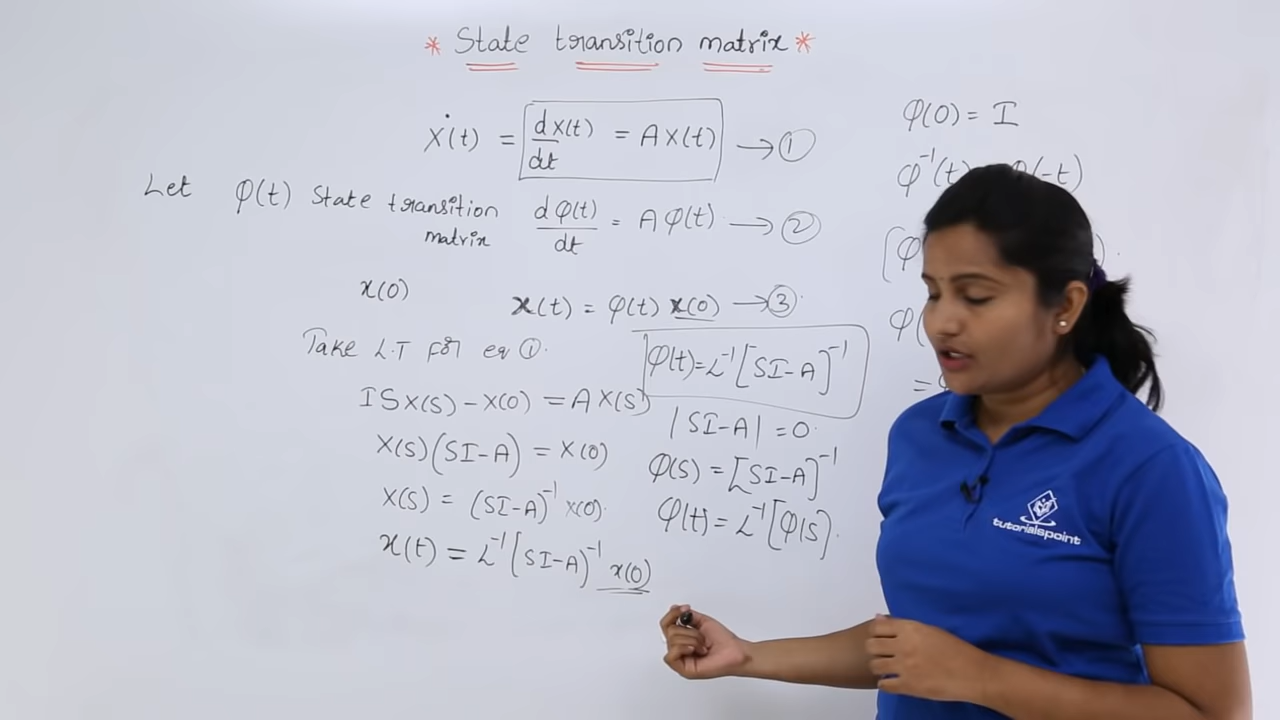 * State transition matrix *
Ẋ(t) = dx(t)/dt = A X(t) → ①
Let φ(t) State transition matrix dφ(t)/dt = A φ(t) → ②
x(0) x(t) = φ(t) x(0) → ③
Take L.T for eq ①.
ISX(S) - X(0) = A X(S)
X(S)(SI-A) = X(0)
X(S) = (SI-A)⁻¹ X(0).
x(t) = L⁻¹[SI-A)⁻¹ x(0)
φ(t)=L⁻¹[SI-A]⁻¹
|SI-A| = 0.
φ(S) = [SI-A]⁻¹
φ(t) = L⁻¹[φ(S].
φ(0) = I
φ⁻¹(t) (-t)
[φ
φ(
=
tutorialspoint